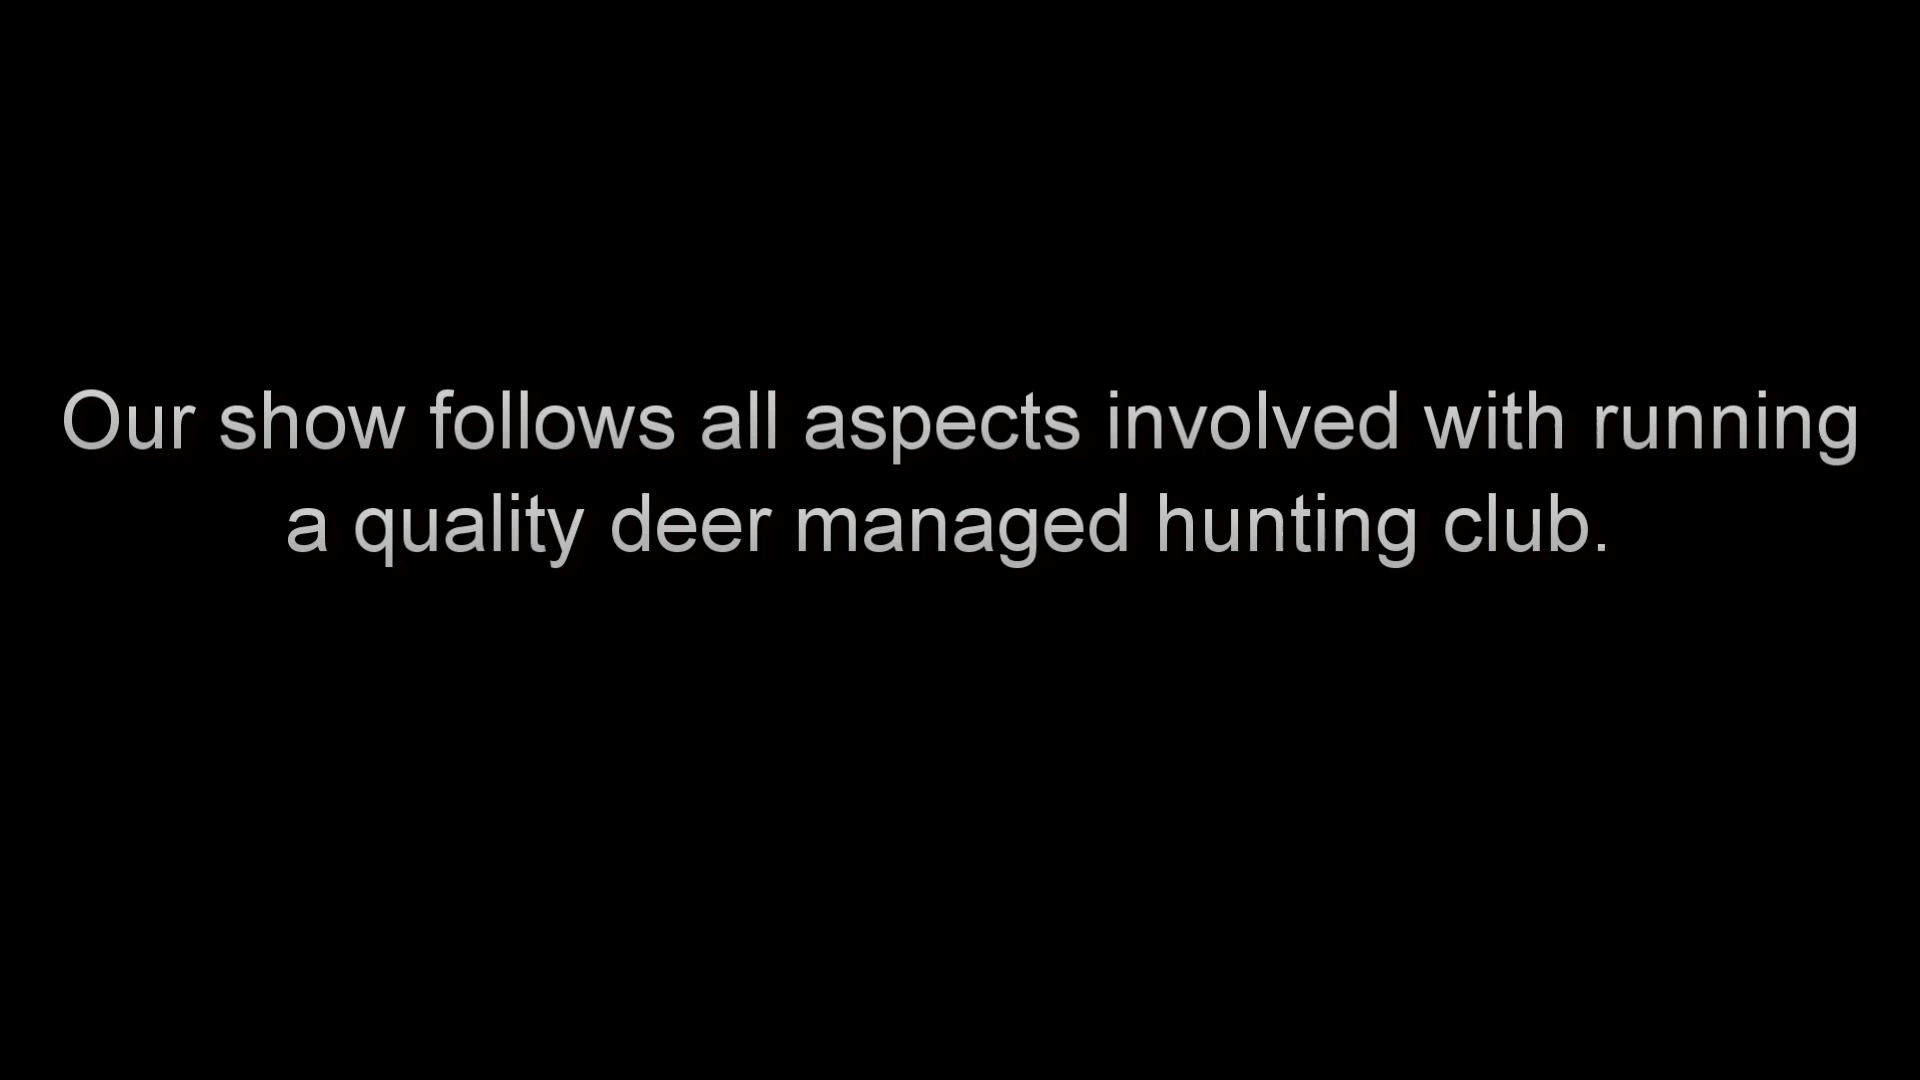 Our show follows all aspects involved with running
a quality deer managed hunting club.